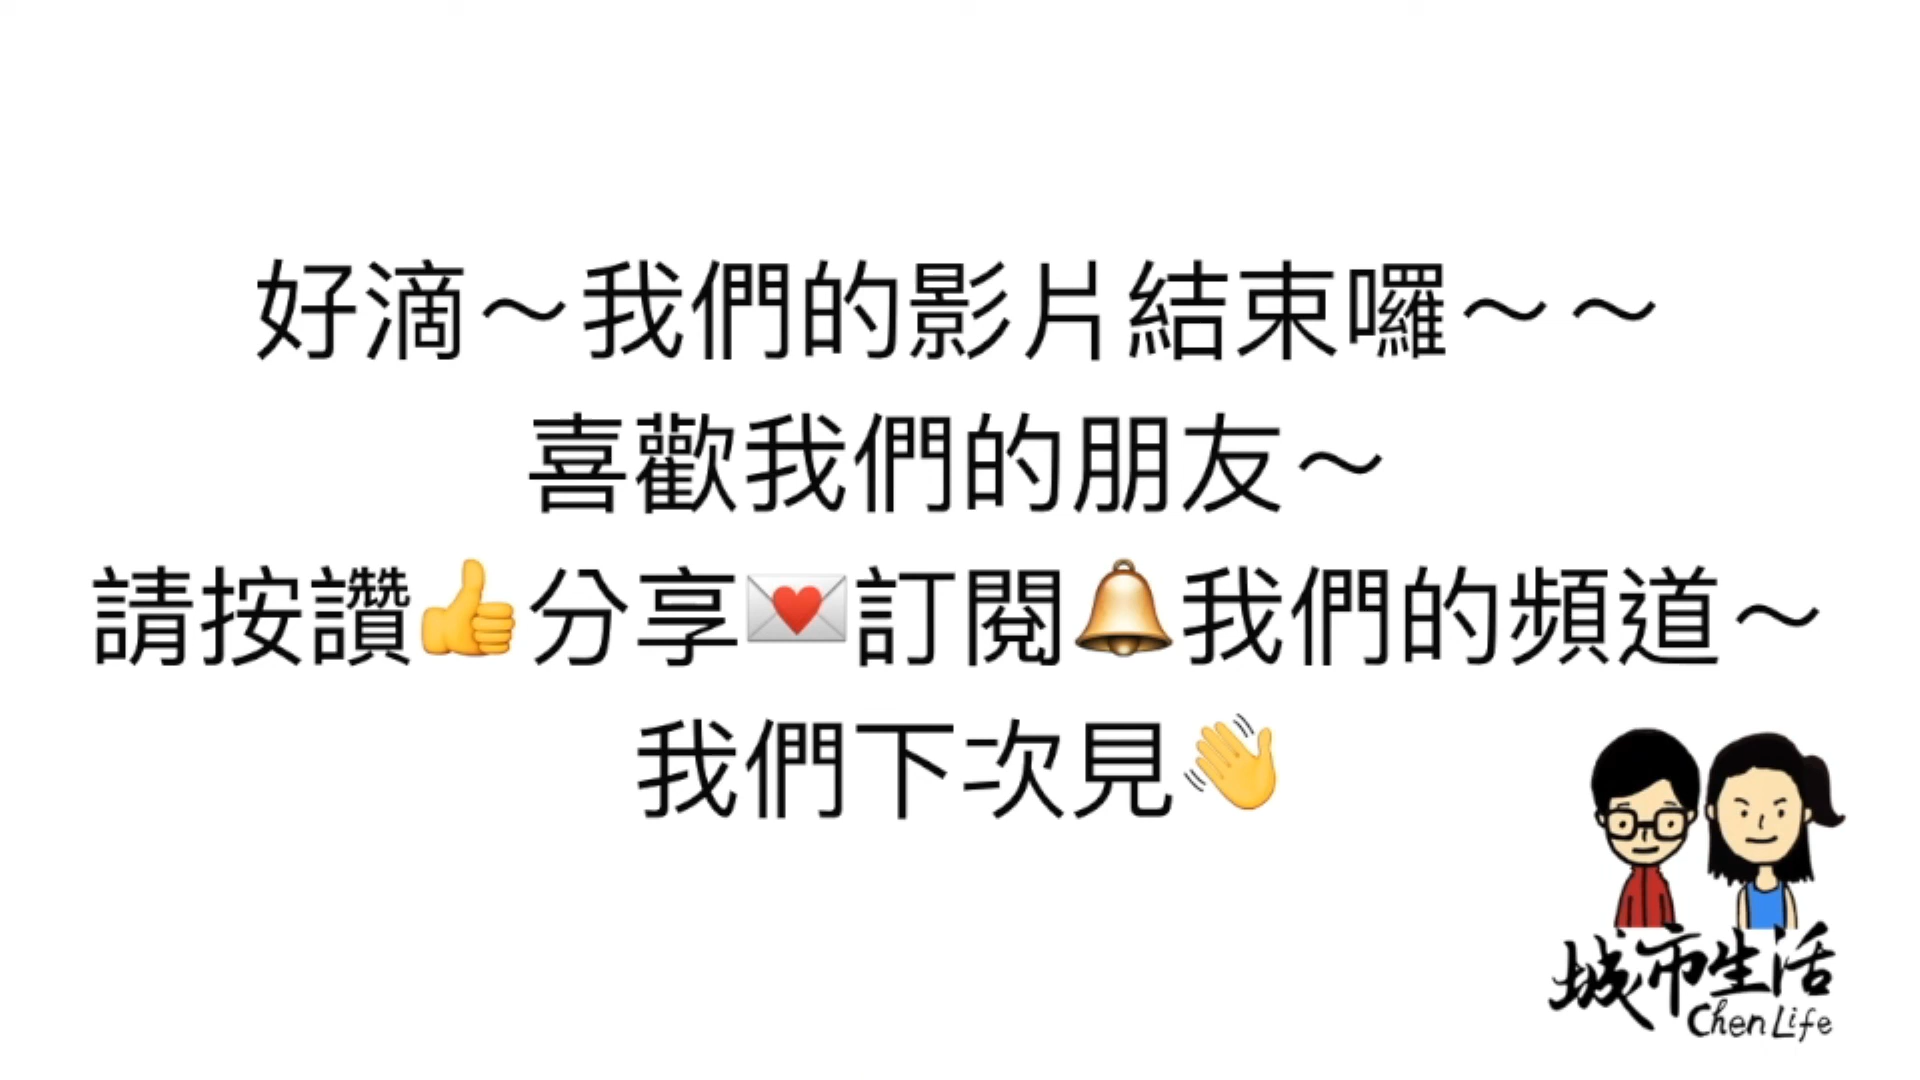 好滴～我們的影片結束囉～～
喜歡我們的朋友～
請按讚👍分享💌訂閱🔔我們的頻道～
我們下次見👋
城市生活
Chen Life